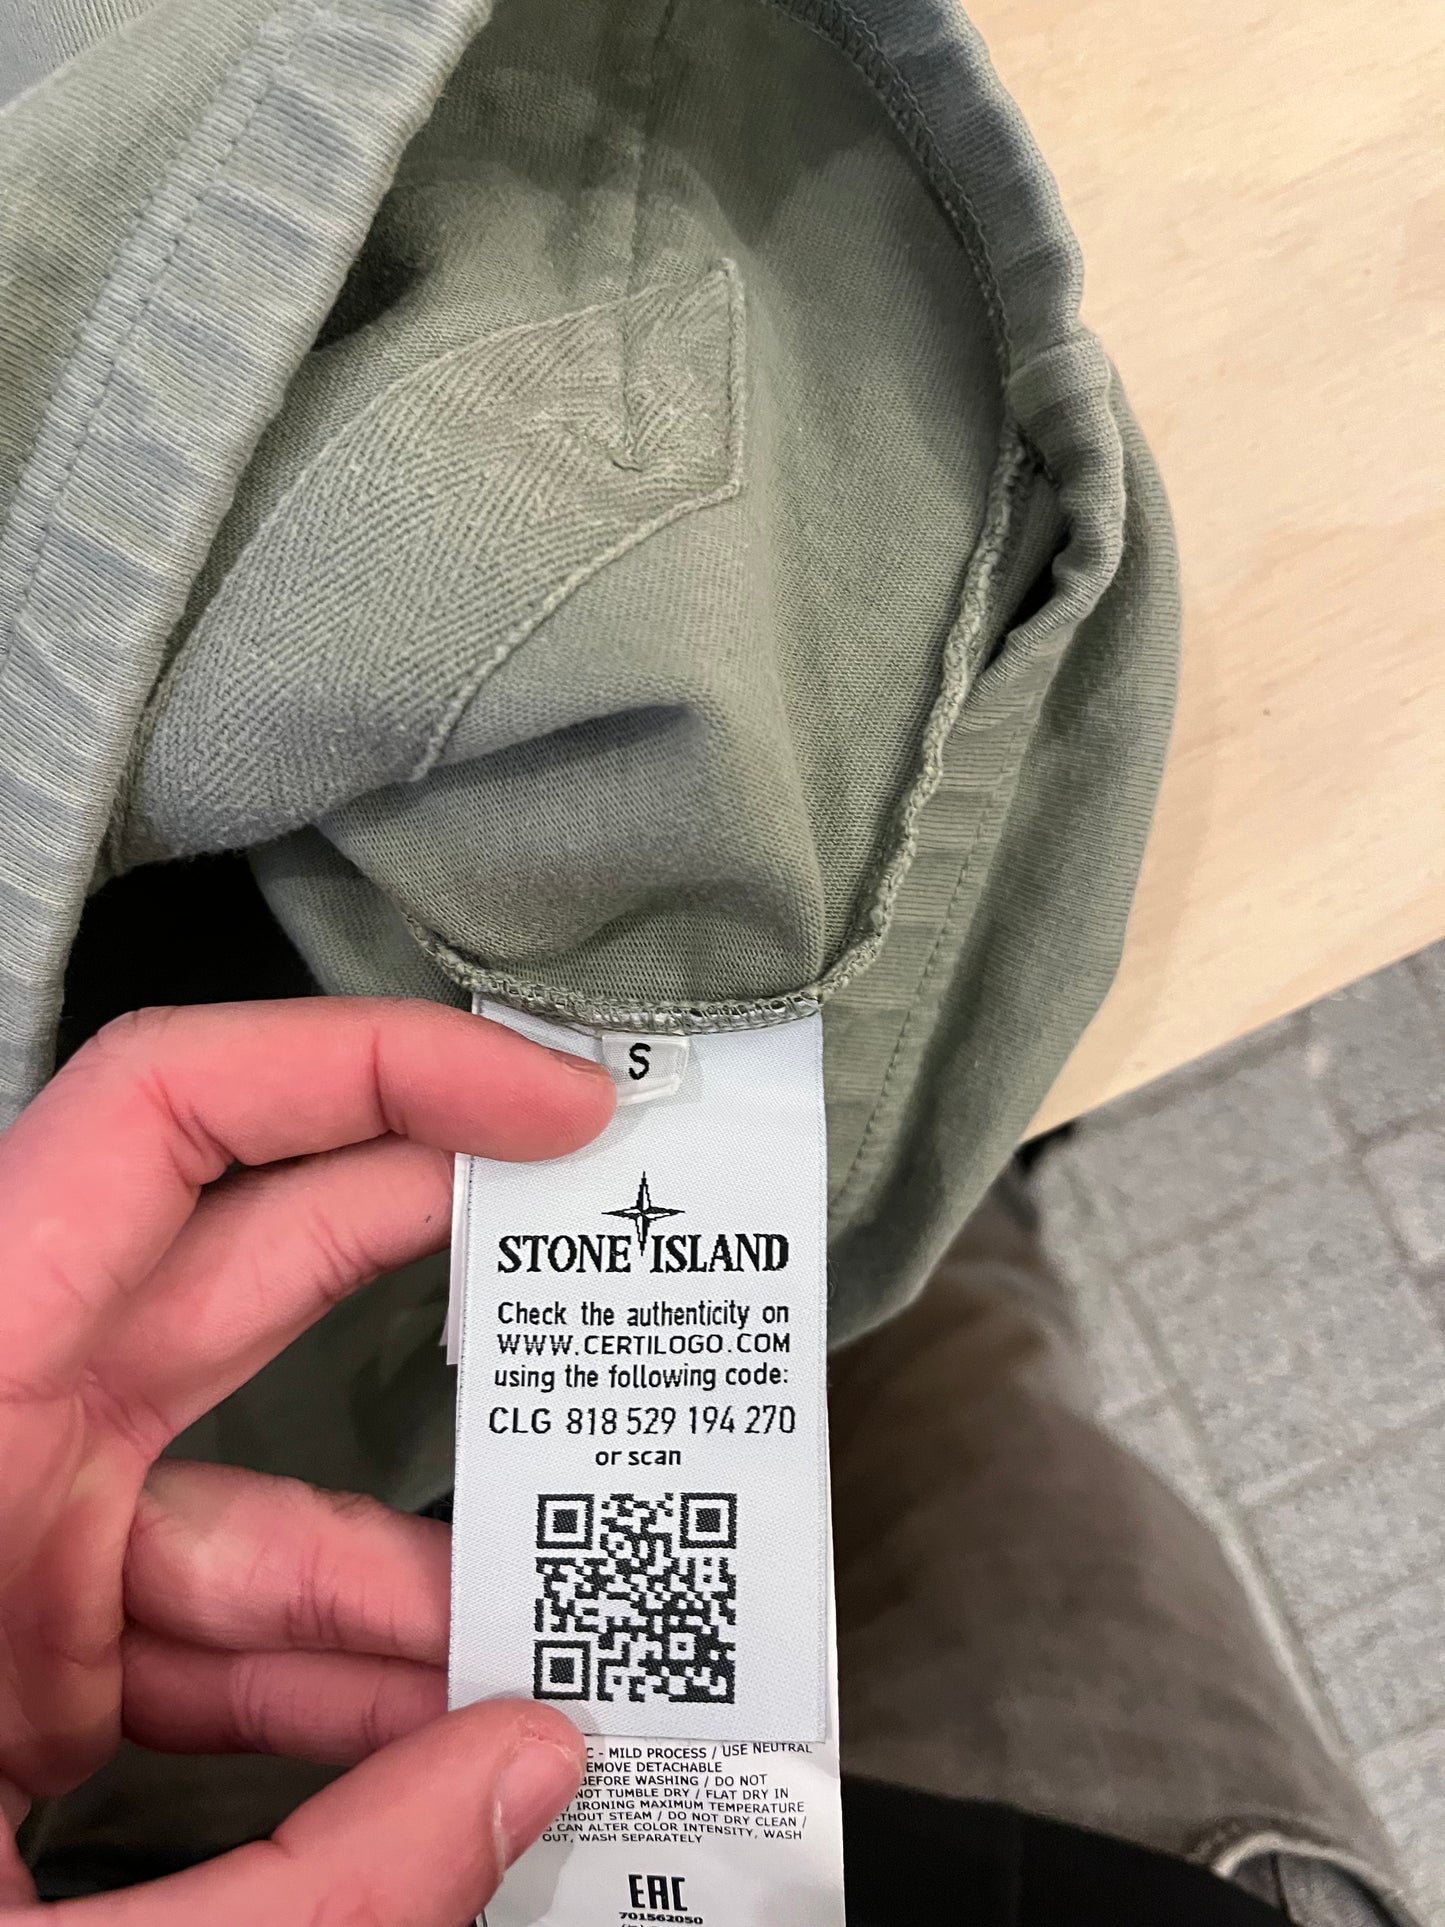 S
STONE ISLAND
Check the authenticity on
WWW.CERTILOGO.COM
using the following code:
CLG 818 529 194 270
or scan
C - MILD PROCESS / USE NEUTRAL
EMOVE DETACHABLE
BEFORE WASHING / DO NOT
NOT TUMBLE DRY / FLAT DRY IN
/ IRONING MAXIMUM TEMPERATURE
THOUT STEAM / DO NOT DRY CLEAN /
CAN ALTER COLOR INTENSITY, WASH
OUT, WASH SEPARATELY
EAC
701562050